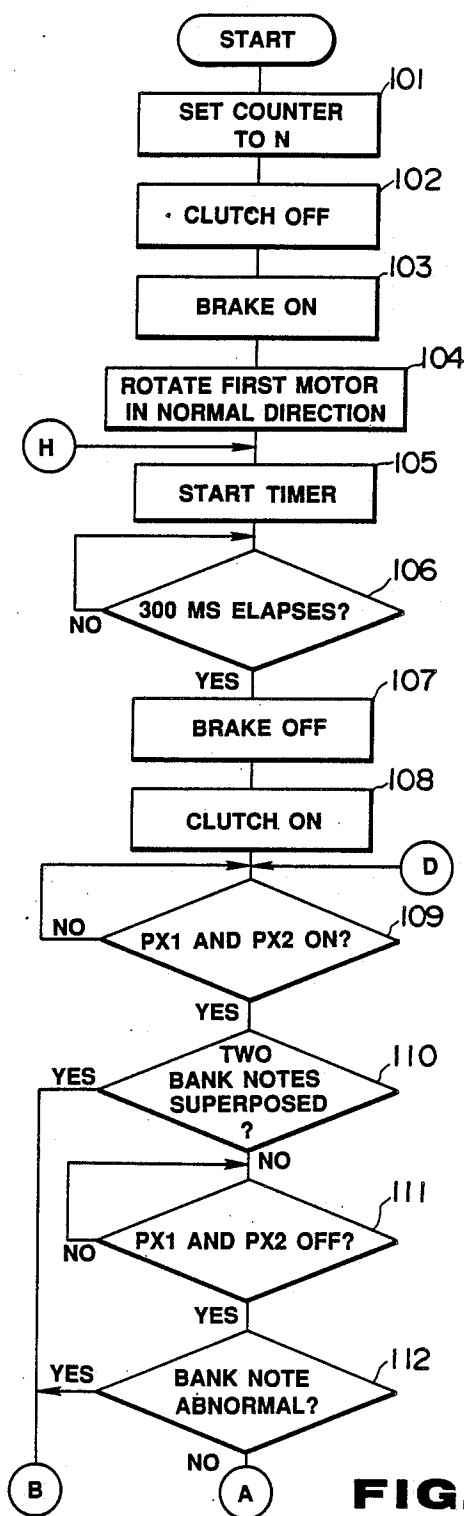 START
101
SET COUNTER
TO N
102
CLUTCH OFF
103
BRAKE ON
104
ROTATE FIRST MOTOR
IN NORMAL DIRECTION
H
105
START TIMER
106
300 MS ELAPSES?
NO
YES
107
BRAKE OFF
108
CLUTCH ON
D
109
PX1 AND PX2 ON?
NO
YES
110
TWO
BANK NOTES
SUPERPOSED
?
YES
NO
111
PX1 AND PX2 OFF?
NO
YES
112
BANK NOTE
ABNORMAL?
YES
NO
B
A
FIG.